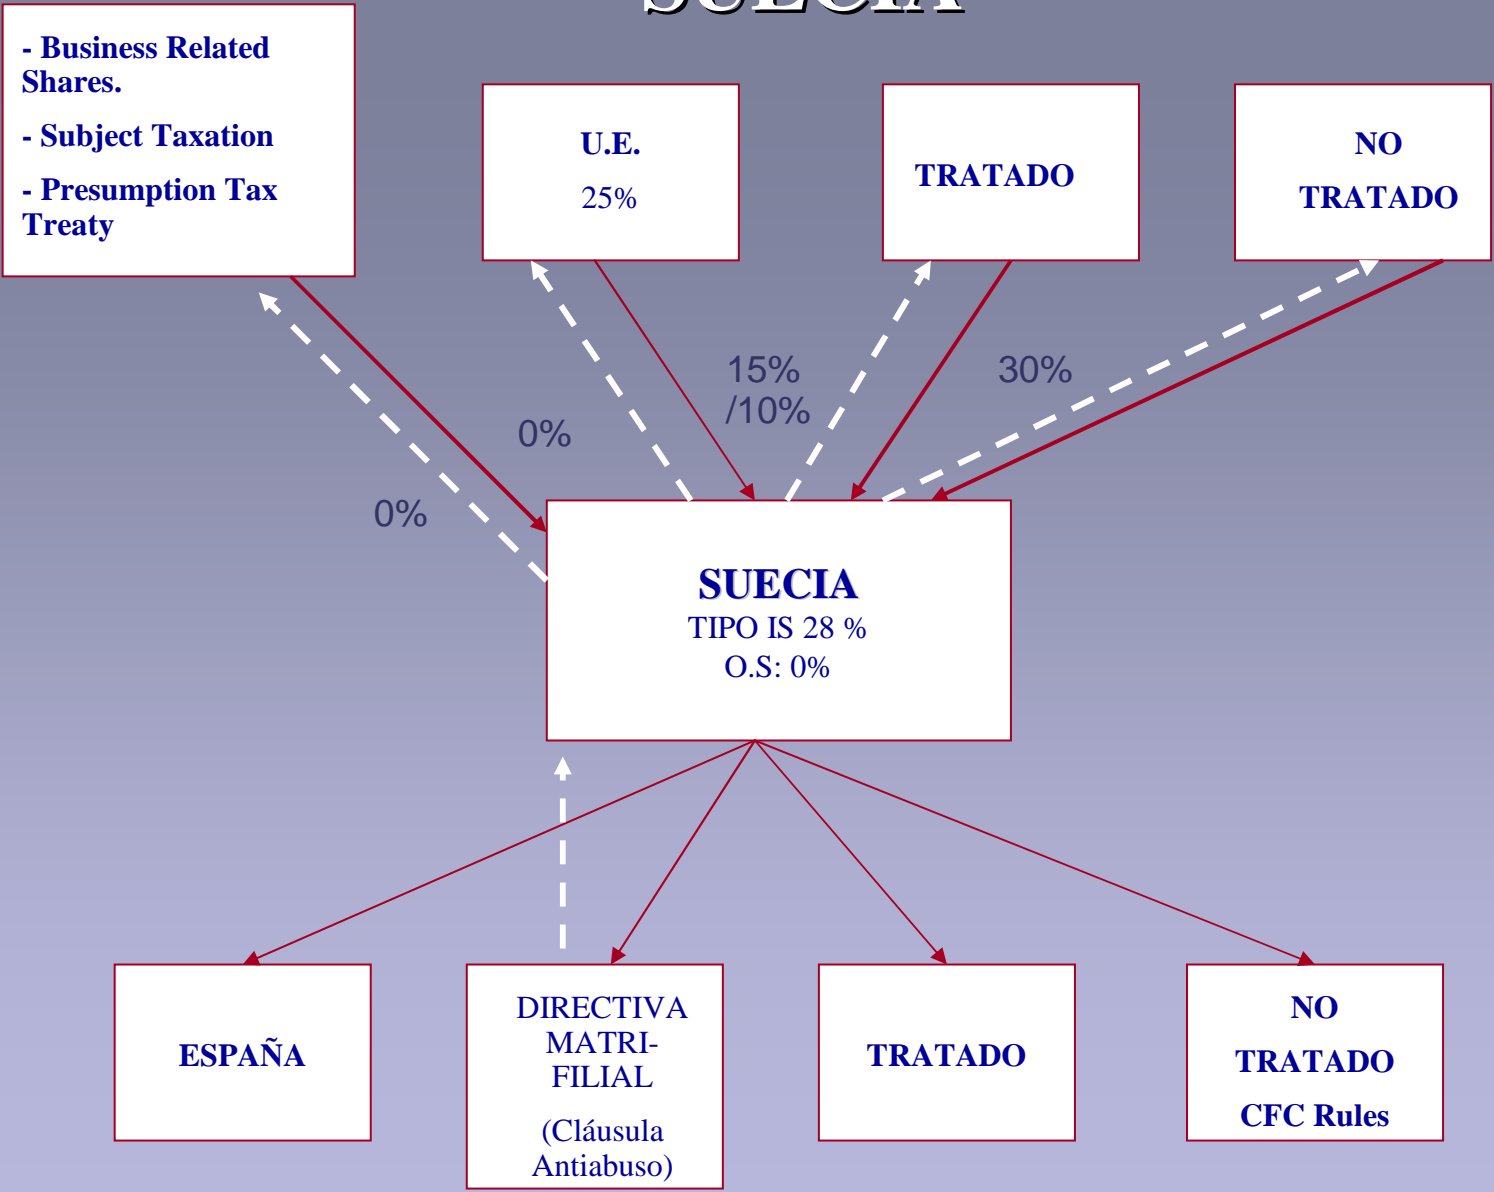 SUECIA
- Business Related
Shares.
- Subject Taxation
- Presumption Tax
Treaty
U.E.
25%
TRATADO
NO
TRATADO
15%
/10%
30%
0%
0%
SUECIA
TIPO IS 28 %
O.S: 0%
ESPAÑA
DIRECTIVA
MATRI-
FILIAL
(Cláusula
Antiabuso)
TRATADO
NO
TRATADO
CFC Rules